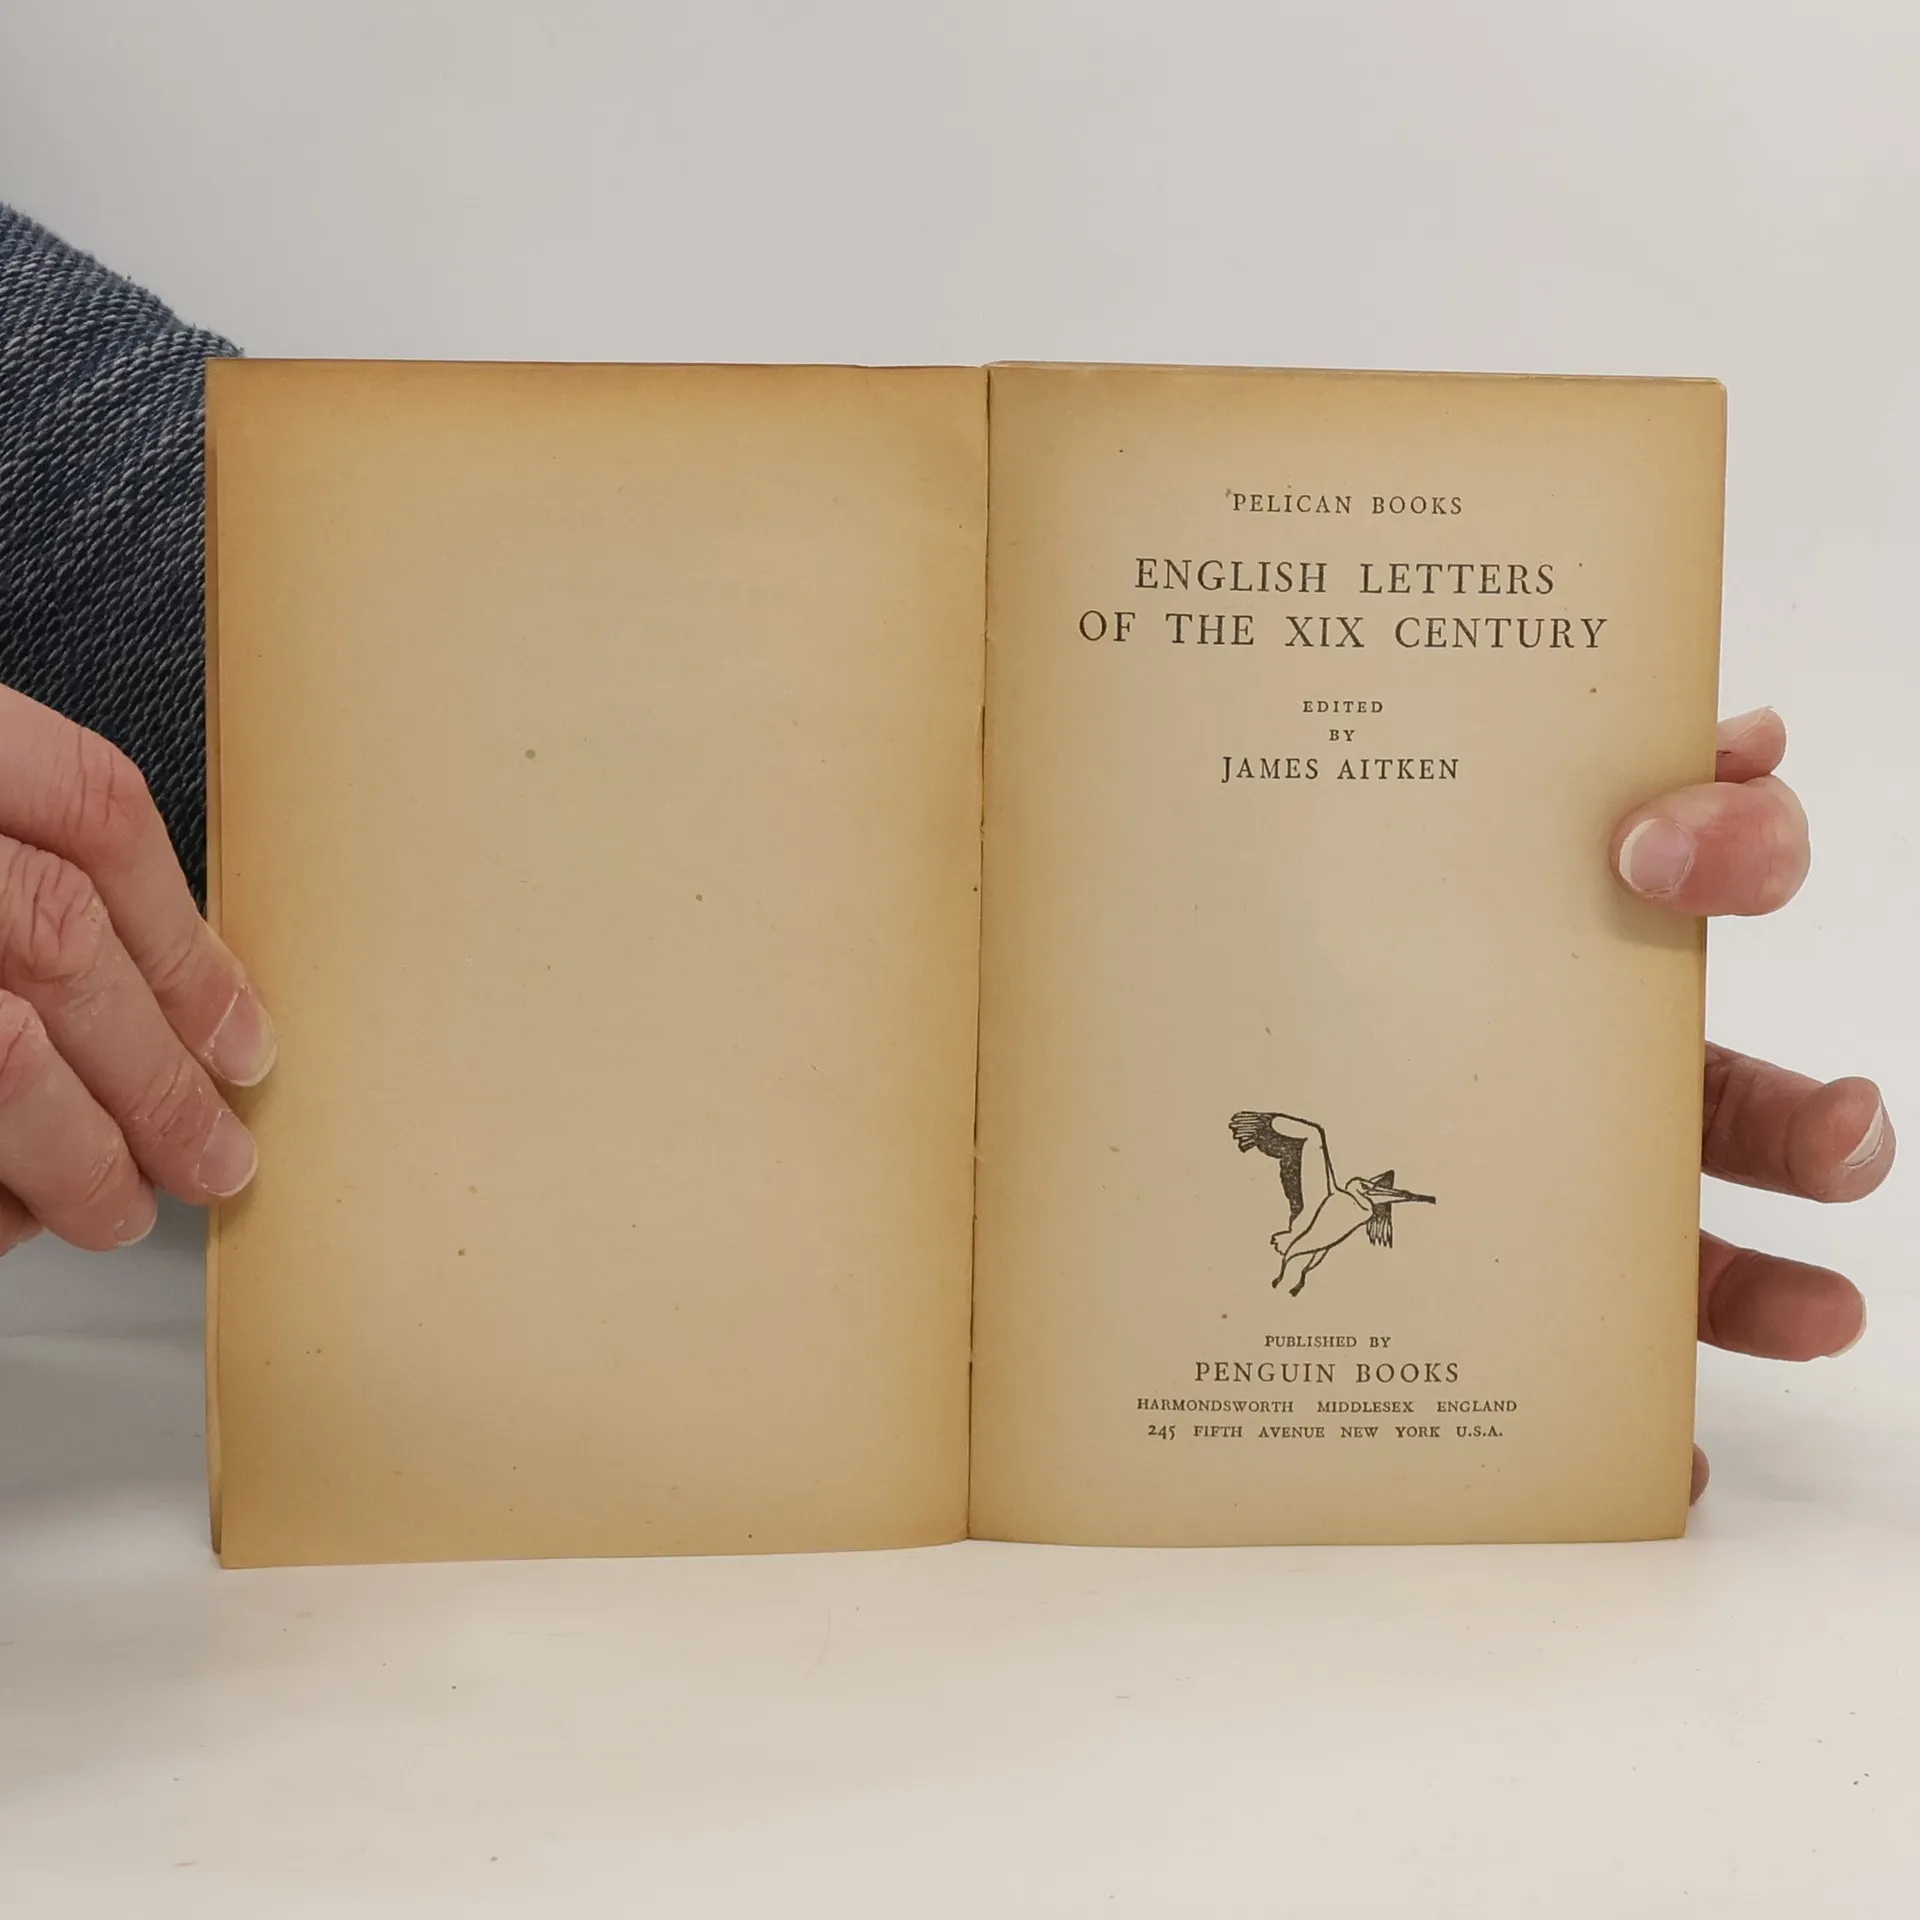 PELICAN BOOKS
ENGLISH LETTERS
OF THE XIX CENTURY
EDITED
BY
JAMES AITKEN
PUBLISHED BY
PENGUIN BOOKS
HARMONDSWORTH MIDDLESEX ENGLAND
245 FIFTH AVENUE NEW YORK U.S.A.